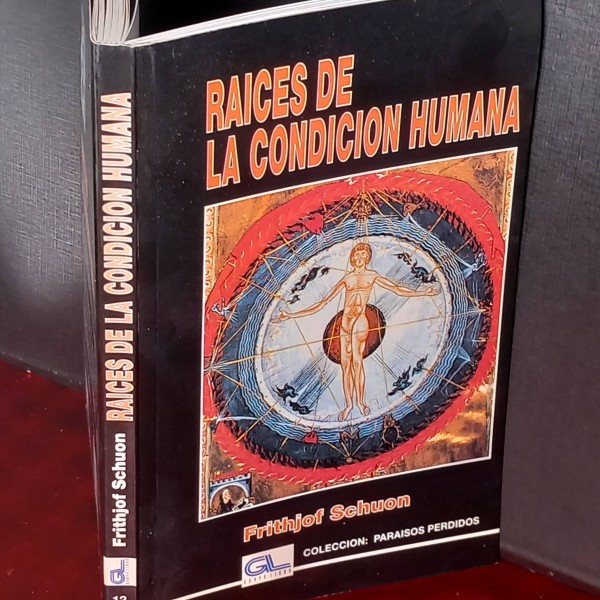 RAICES DE
LA CONDICION HUMANA
Frithjof Schuon
GL
COLECCION: PARAISOS PERDIDOS
RAICES DE LA CONDICION HUMANA
Frithjof Schuon
GL